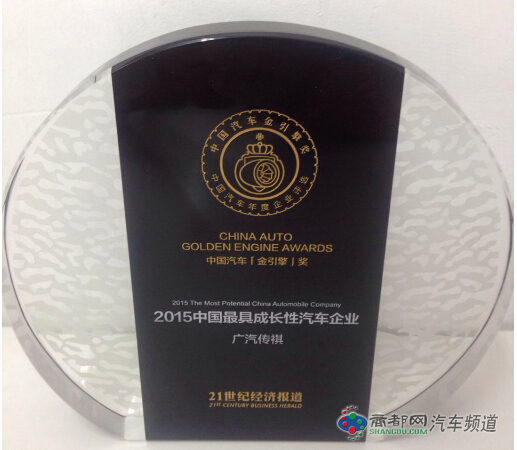 中国汽车金引擎奖
中国汽车年度企业评选
CHINA AUTO
GOLDEN ENGINE AWARDS
中国汽车「金引擎」奖
2015 The Most Potential China Automobile Company
2015中国最具成长性汽车企业
广汽传祺
21世纪经济报道
21ST CENTURY BUSINESS HERALD
商都网汽车频道
SHANGDU.COM